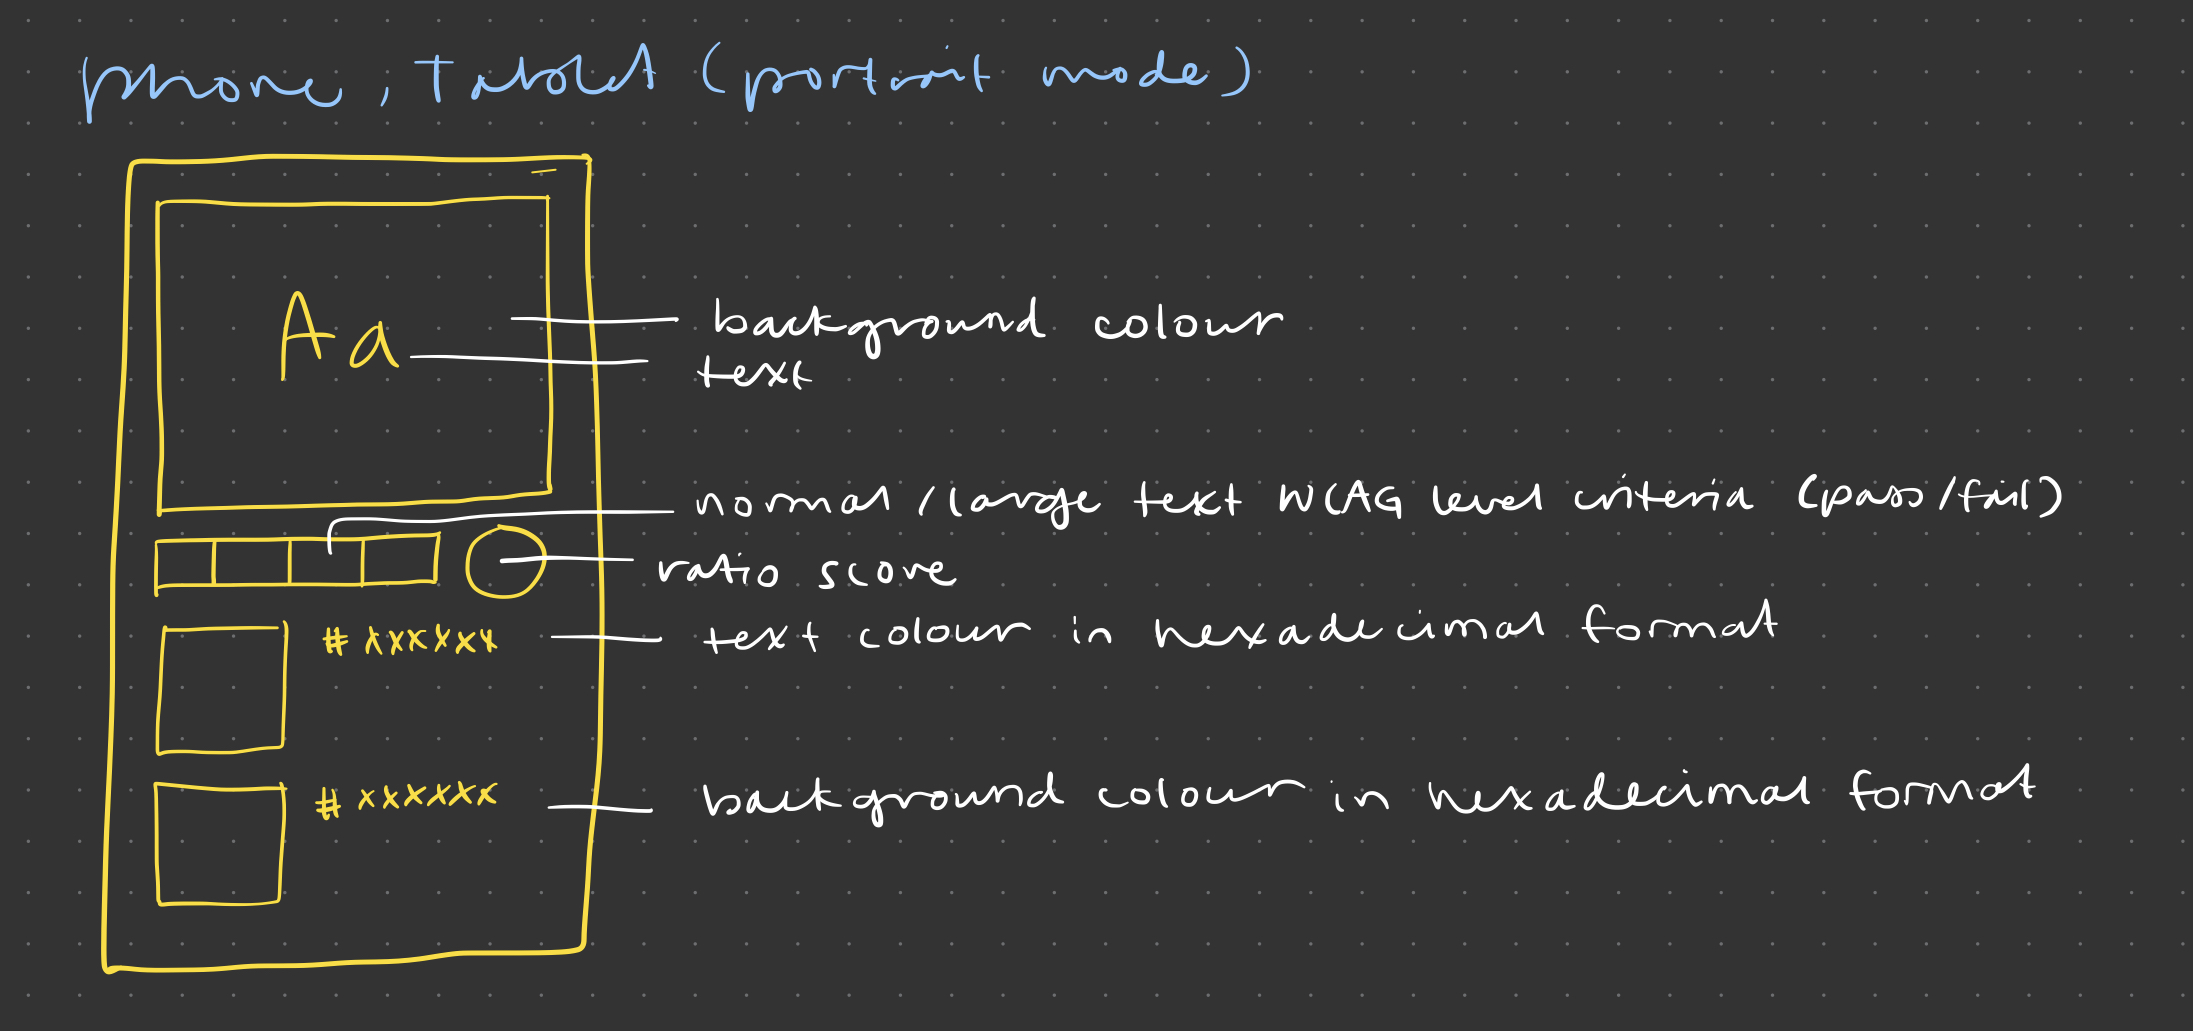 phone, Tablet (portrait mode)
Aa
background colour
text
normal / large text WCAG level criteria (pass/fail)
ratio score
# xxxxxx
text colour in hexadecimal format
# xxxxxx
background colour in hexadecimal format